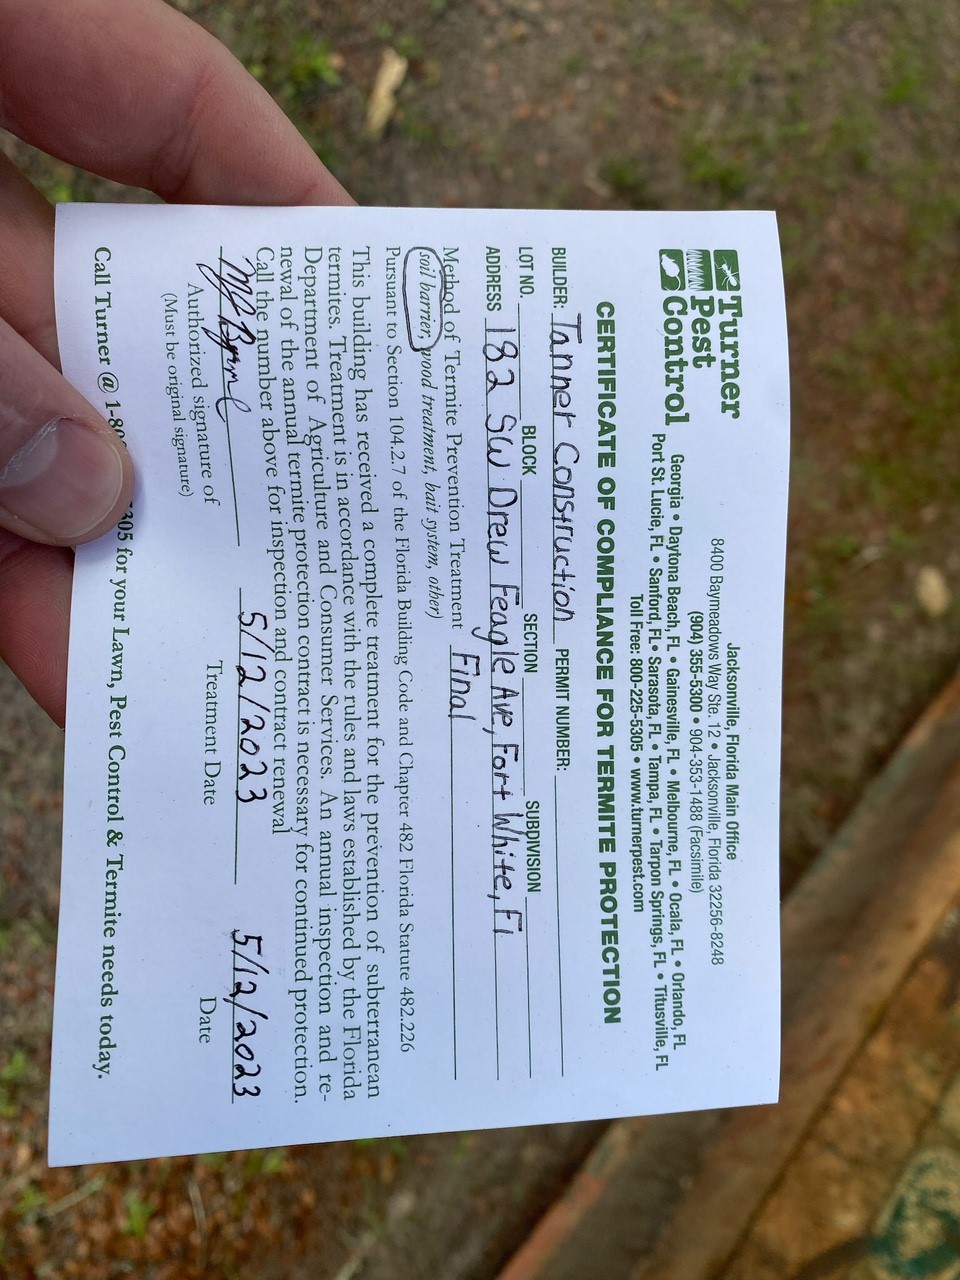 Turner
Pest
Control
Jacksonville, Florida Main Office
8400 Baymeadows Way Ste. 12 • Jacksonville, Florida 32256-8248
(904) 355-5300 • 904-353-1488 (Facsimile)
Georgia • Daytona Beach, FL • Gainesville, FL • Melbourne, FL • Ocala, FL • Orlando, FL
Port St. Lucie, FL • Sanford, FL • Sarasota, FL • Tampa, FL • Tarpon Springs, FL • Titusville, FL
Toll Free: 800-225-5305 • www.turnerpest.com
CERTIFICATE OF COMPLIANCE FOR TERMITE PROTECTION
BUILDER: Tanner Construction PERMIT NUMBER:
LOT NO. BLOCK SECTION SUBDIVISION
ADDRESS 182 SW Drew Feagle Ave, Fort White, Fl
Method of Termite Prevention Treatment Final
(soil barrier, wood treatment, bait system, other)
Pursuant to Section 104.2.7 of the Florida Building Code and Chapter 482 Florida Statute 482.226
This building has received a complete treatment for the prevention of subterranean
termites. Treatment is in accordance with the rules and laws established by the Florida
Department of Agriculture and Consumer Services. An annual inspection and re-
newal of the annual termite protection contract is necessary for continued protection.
Call the number above for inspection and contract renewal
5/12/2023 5/12/2023
Authorized signature of Treatment Date Date
(Must be original signature)
Call Turner @ 1-80 305 for your Lawn, Pest Control & Termite needs today.